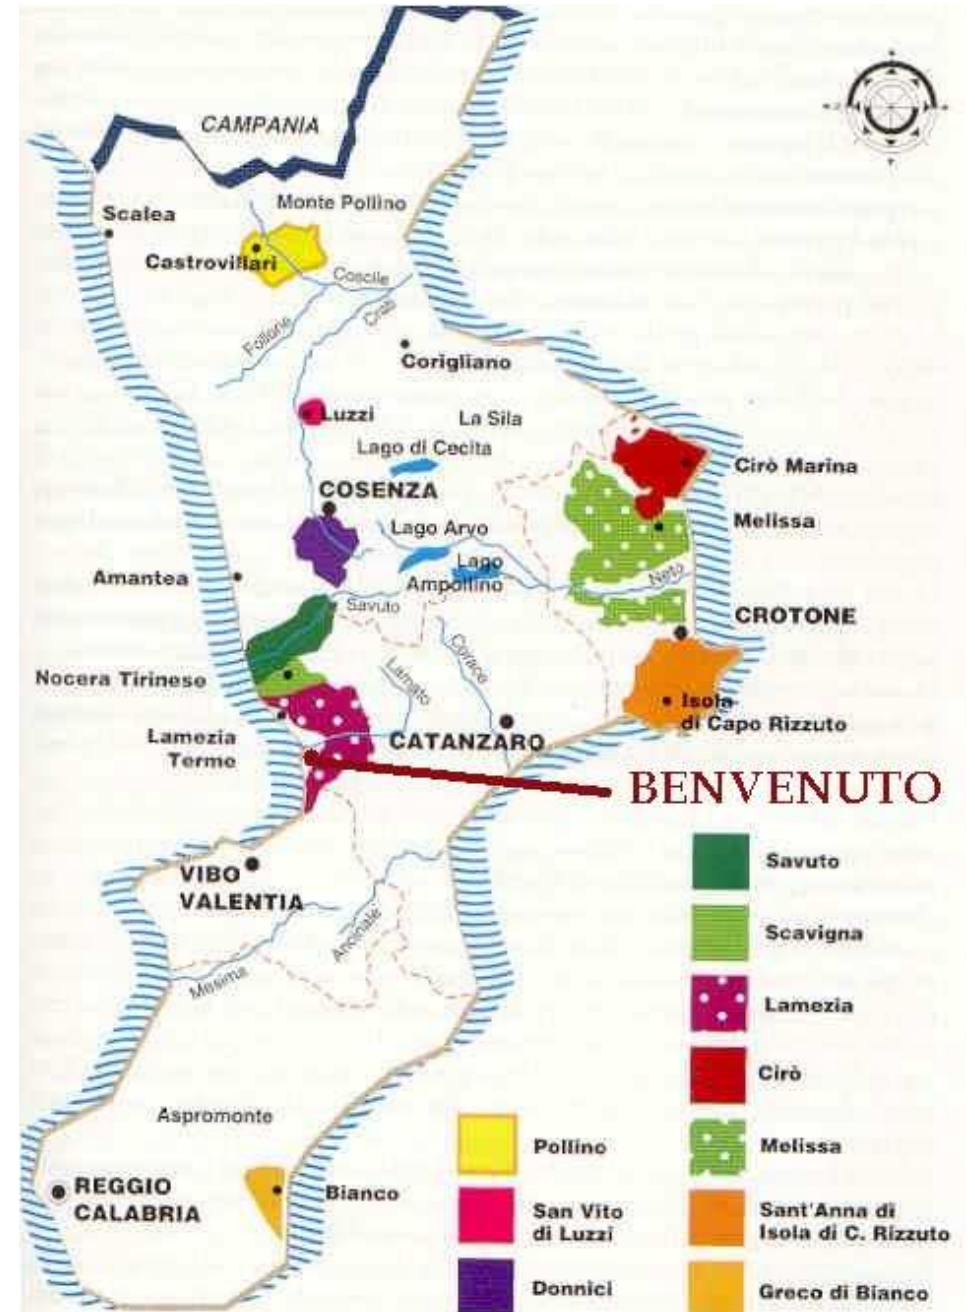 CAMPANIA
Monte Pollino
Scalea
Castrovillari
Coscile
Crati
Follone
Corigliano
Luzzi
La Sila
Lago di Cecita
Cirò Marina
COSENZA
Melissa
Lago Arvo
Lago
Ampollino
Neto
Amantea
Savuto
CROTONE
Corace
Lamato
Nocera Tirinese
Isola
di Capo Rizzuto
Lamezia
Terme
CATANZARO
BENVENUTO
VIBO
VALENTIA
Ancinale
Mesima
Aspromonte
REGGIO
CALABRIA
Bianco
Savuto
Scavigna
Lamezia
Cirò
Pollino
Melissa
San Vito
di Luzzi
Sant'Anna di
Isola di C. Rizzuto
Donnici
Greco di Bianco